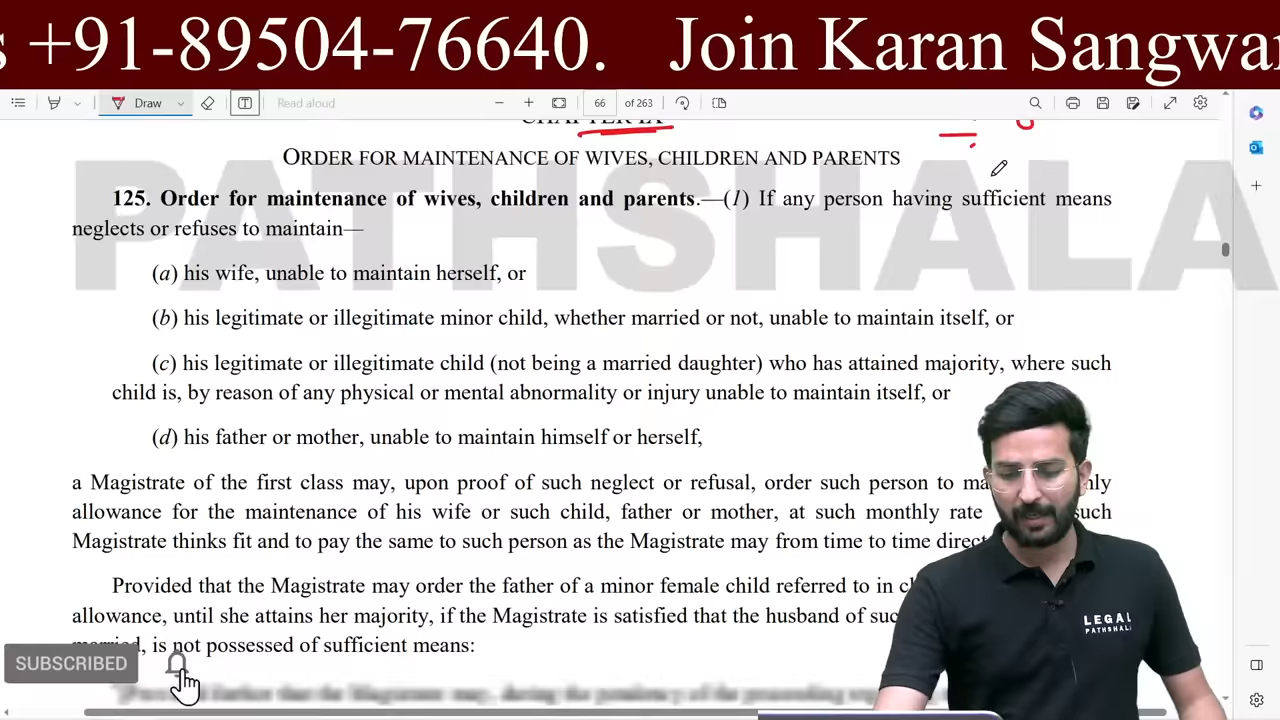 s +91-89504-76640. Join Karan Sangwa
Draw
Read aloud
66 of 263
CHAPTER IX
ORDER FOR MAINTENANCE OF WIVES, CHILDREN AND PARENTS
PATHSHALA
125. Order for maintenance of wives, children and parents.—(1) If any person having sufficient means
neglects or refuses to maintain—
(a) his wife, unable to maintain herself, or
(b) his legitimate or illegitimate minor child, whether married or not, unable to maintain itself, or
(c) his legitimate or illegitimate child (not being a married daughter) who has attained majority, where such
child is, by reason of any physical or mental abnormality or injury unable to maintain itself, or
(d) his father or mother, unable to maintain himself or herself,
a Magistrate of the first class may, upon proof of such neglect or refusal, order such person to
allowance for the maintenance of his wife or such child, father or mother, at such monthly rate such
Magistrate thinks fit and to pay the same to such person as the Magistrate may from time to time direct
Provided that the Magistrate may order the father of a minor female child referred to in
allowance, until she attains her majority, if the Magistrate is satisfied that the husband of
is not possessed of sufficient means:
LEGAL
PATHSHALA
SUBSCRIBED